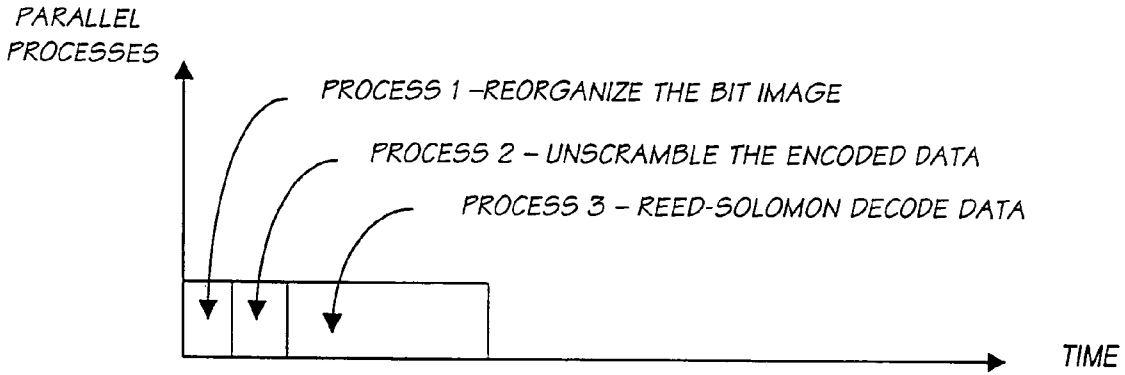 PARALLEL
PROCESSES
PROCESS 1 –REORGANIZE THE BIT IMAGE
PROCESS 2 – UNSCRAMBLE THE ENCODED DATA
PROCESS 3 – REED-SOLOMON DECODE DATA
TIME